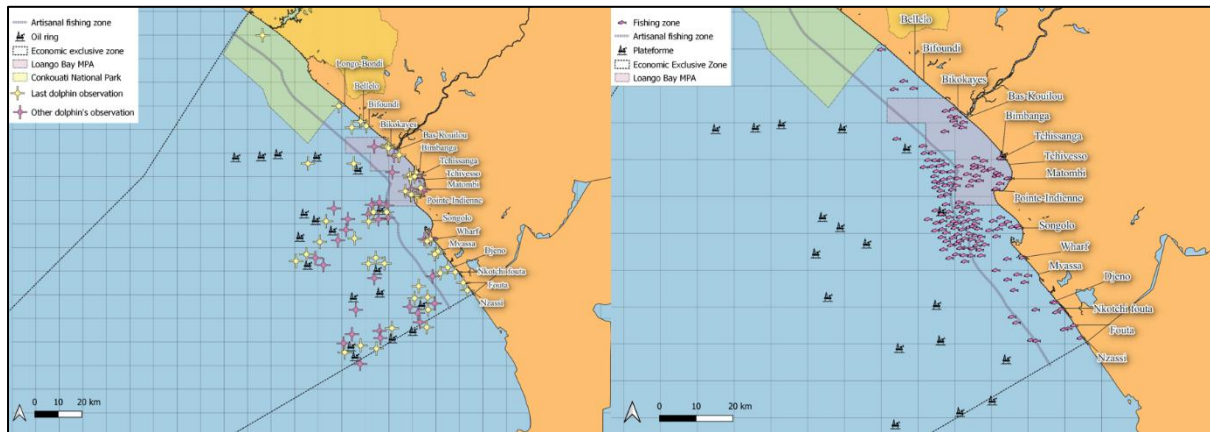 Artisanal fishing zone
Oil ring
Economic exclusive zone
Loango Bay MPA
Conkouati National Park
Last dolphin observation
Other dolphin's observation
Longo-Bondi
Bellelo
Bifoundi
Bikokayes
Bas-Kouilou
Bimbanga
Tchissanga
Tchivesso
Matombi
Pointe-Indienne
Songolo
Wharf
Mvassa
Djeno
Nkotchi fouta
Fouta
Nzassi
0 10 20 km
Fishing zone
Artisanal fishing zone
Plateforme
Economic Exclusive Zone
Loango Bay MPA
Bellelo
Bifoundi
Bikokayes
Bas-Kouilou
Bimbanga
Tchissanga
Tchivesso
Matombi
Pointe-Indienne
Songolo
Wharf
Mvassa
Djeno
Nkotchi fouta
Fouta
Nzassi
0 10 20 km